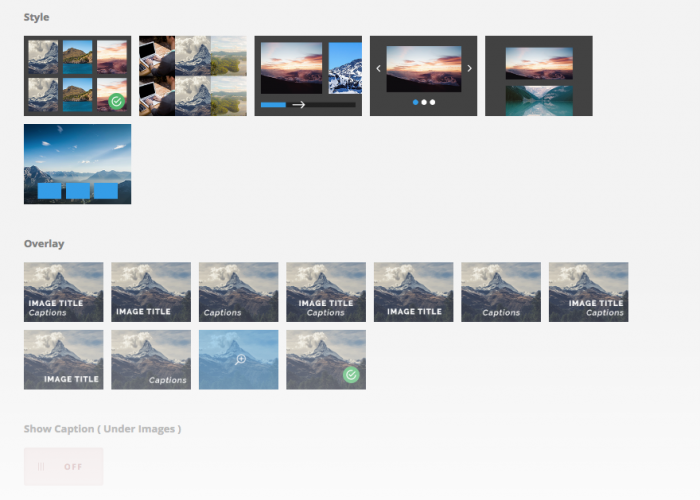 Style
Overlay
IMAGE TITLE
Captions
IMAGE TITLE
Captions
IMAGE TITLE
Captions
IMAGE TITLE
Captions
IMAGE TITLE
Captions
IMAGE TITLE
Captions
Show Caption ( Under Images )
OFF